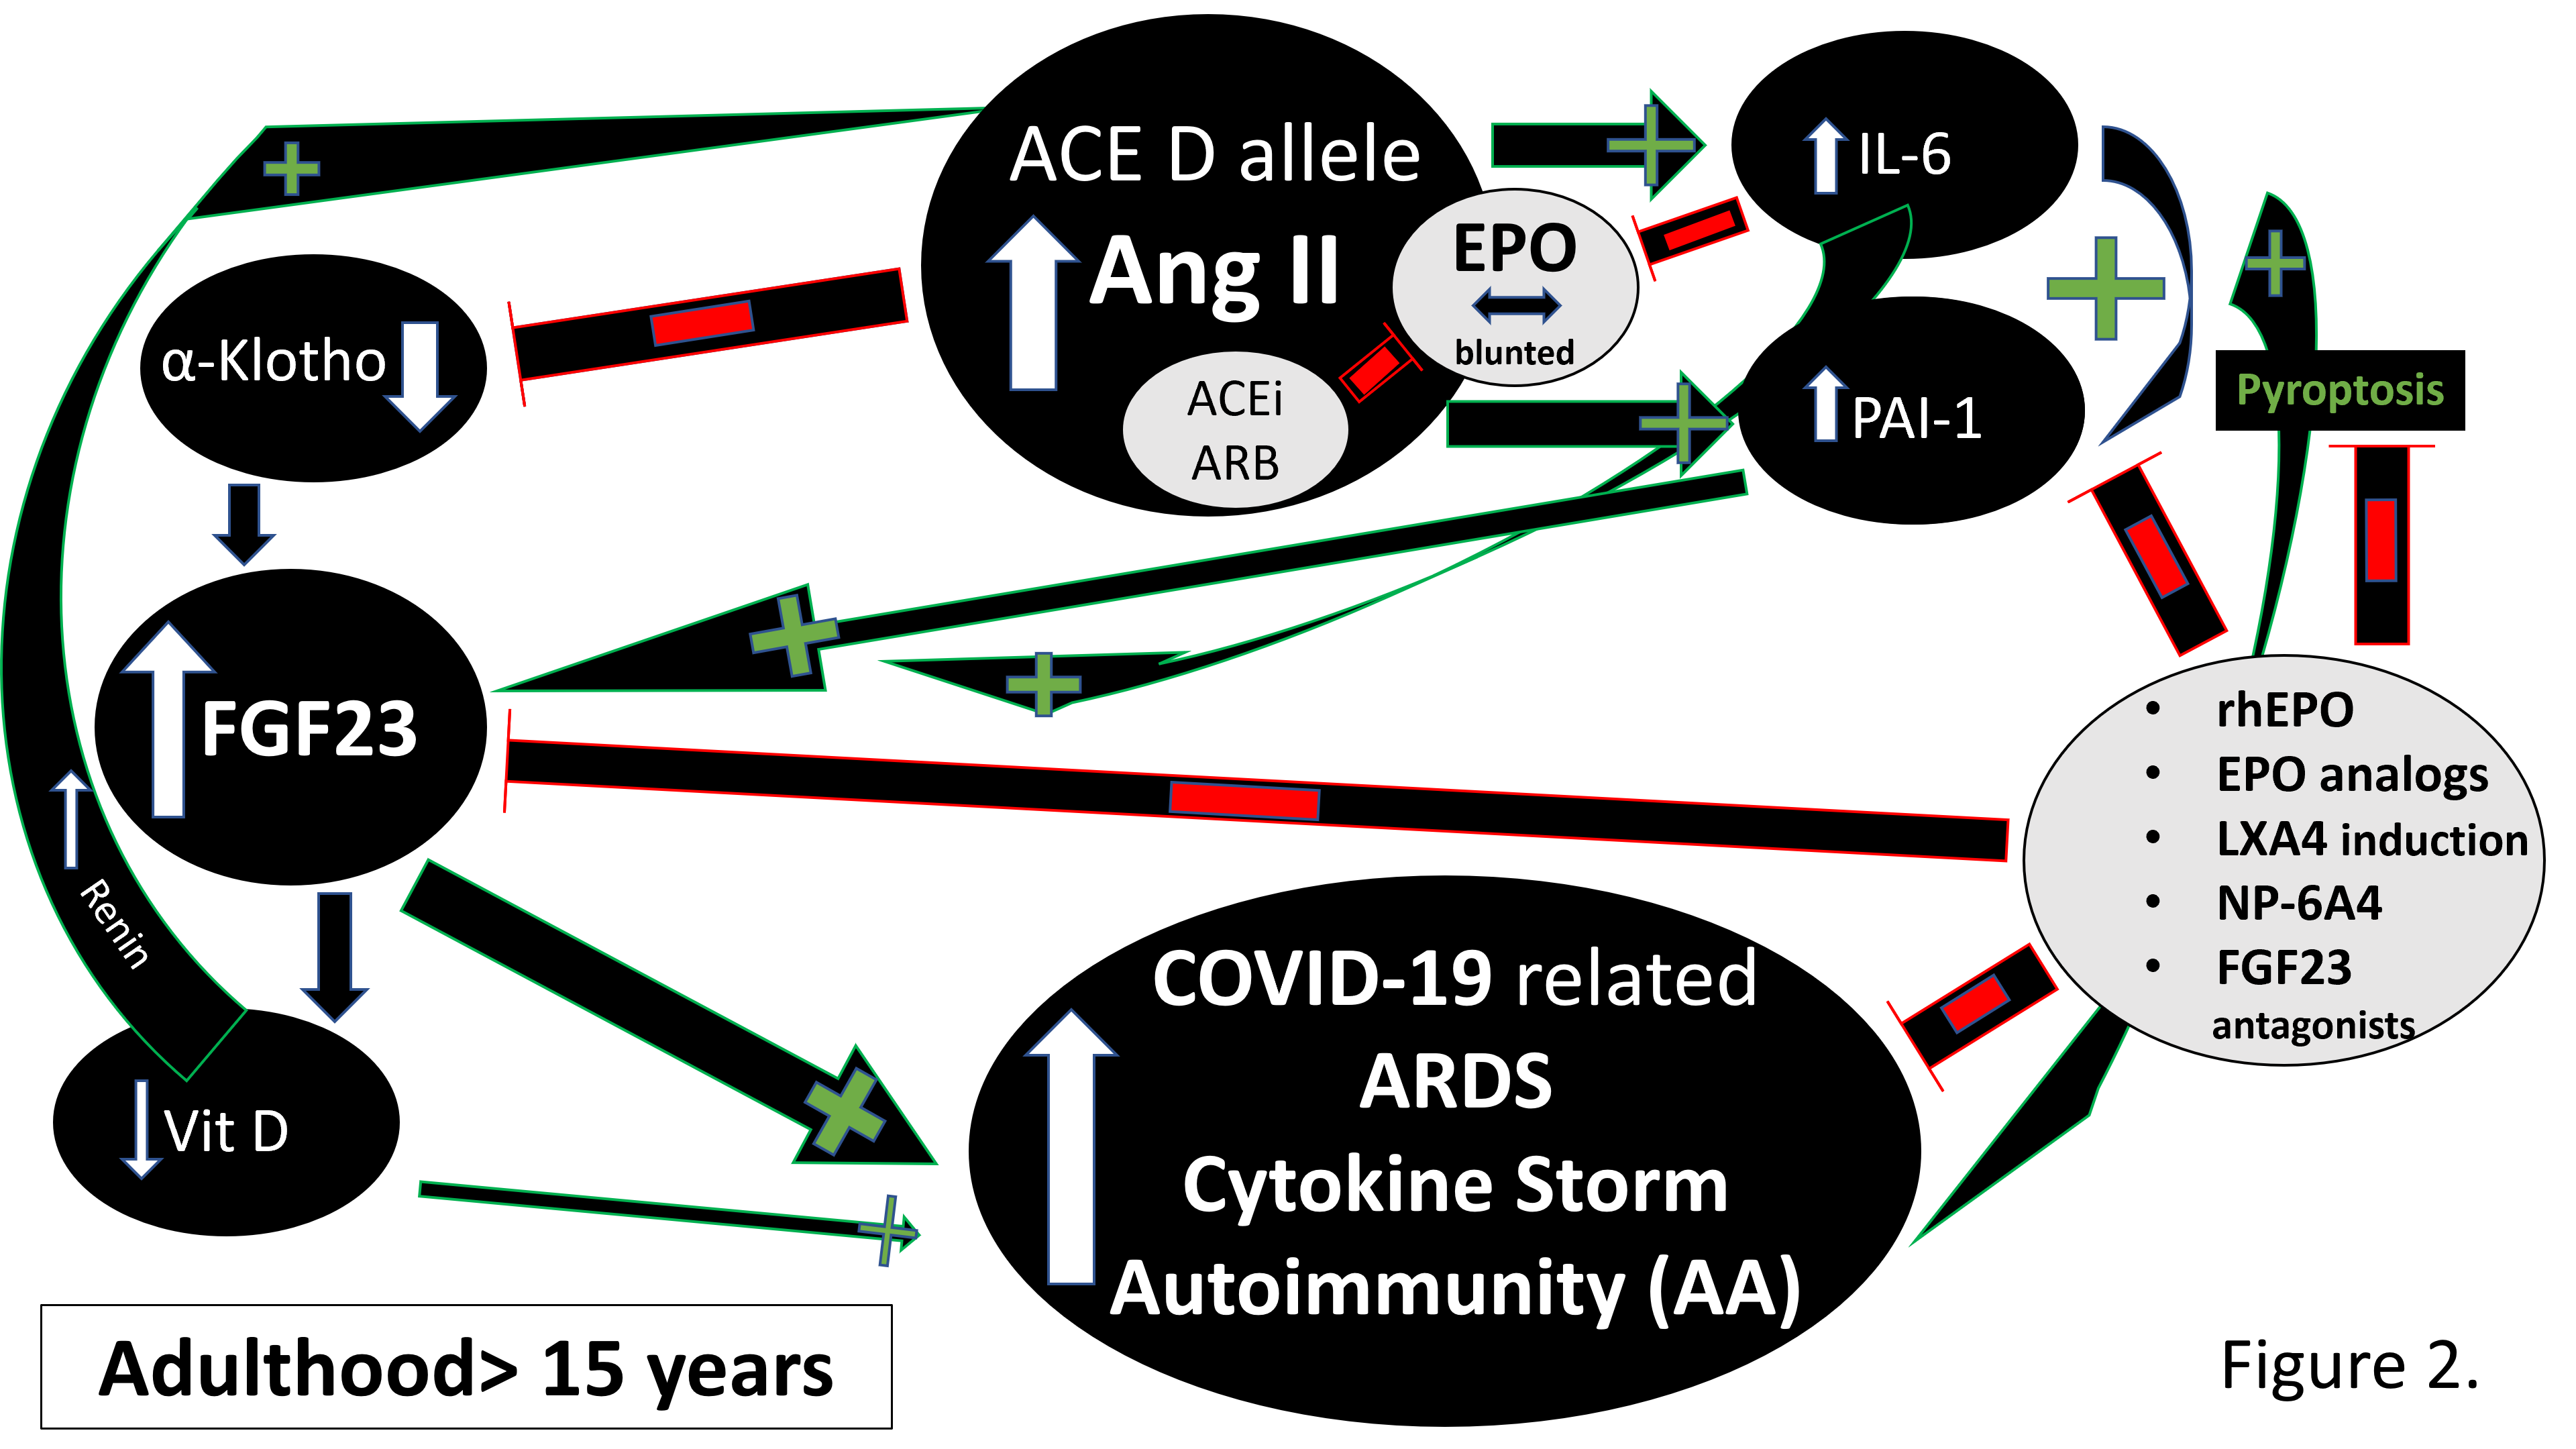 ACE D allele
Ang II
EPO
blunted
ACEi
ARB
IL-6
PAI-1
Pyroptosis
α-Klotho
FGF23
Renin
Vit D
• rhEPO
• EPO analogs
• LXA4 induction
• NP-6A4
• FGF23
antagonists
COVID-19 related
ARDS
Cytokine Storm
Autoimmunity (AA)
Adulthood> 15 years
Figure 2.